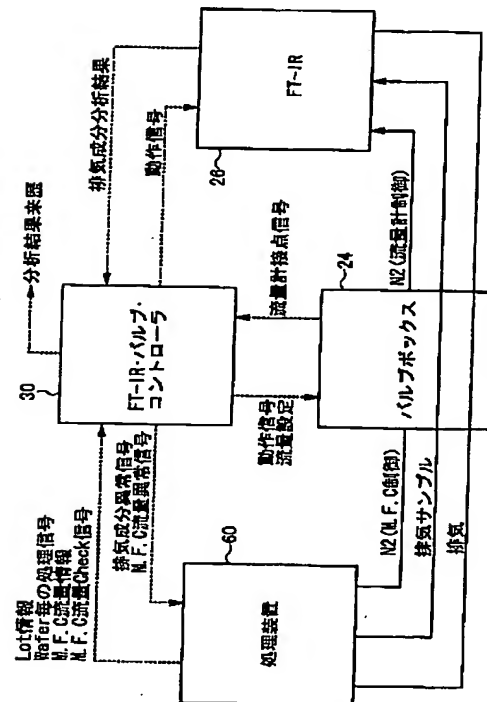 Lot情報
Wafer毎の処理信号
M.F.C流量情報
M.F.C流量Check信号
分析結果来歴
30
FT-IR・バルブ・
コントローラ
排気成分分析結果
動作信号
排気成分異常信号
M.F.C流量異常信号
動作信号
流量設定
流量計接点信号
60
処理装置
24
バルブボックス
26
FT-IR
N2(M.F.C制御)
N2(流量計制御)
排気サンプル
排気